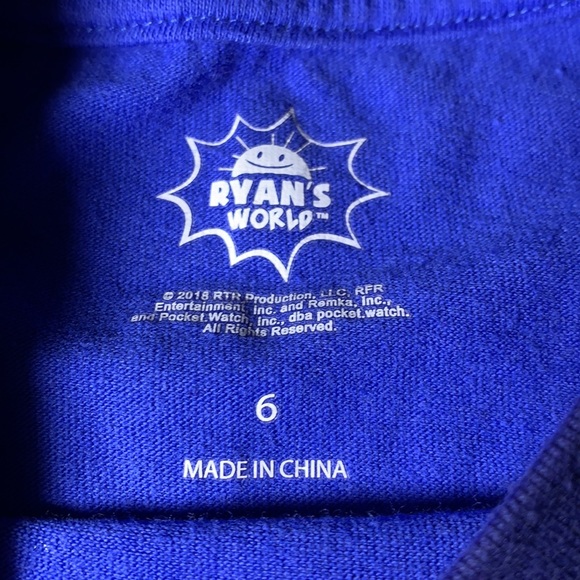 RYAN'S
WORLD™
© 2018 RTR Production, LLC, RFR
Entertainment, Inc. and Remka, Inc.,
and Pocket.Watch, Inc., dba pocket.watch.
All Rights Reserved.
6
MADE IN CHINA